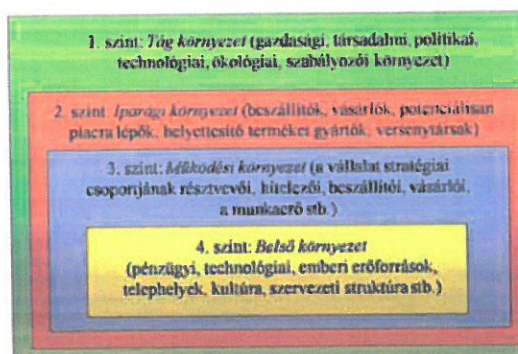 1. szint: Tág környezet (gazdasági, társadalmi, politikai,
technológiai, ökológiai, szabályozói környezet)
2. szint: Iparági környezet (beszállítók, vásárlók, potenciálisan
piacra lépők, helyettesítő terméket gyártók, versenytársak)
3. szint: Működési környezet (a vállalat stratégiai
csoportjának résztvevői, hitelezői, beszállítói, vásárlói,
a munkaerő stb.)
4. szint: Belső környezet
(pénzügyi, technológiai, emberi erőforrások,
telephelyek, kultúra, szervezeti struktúra stb.)